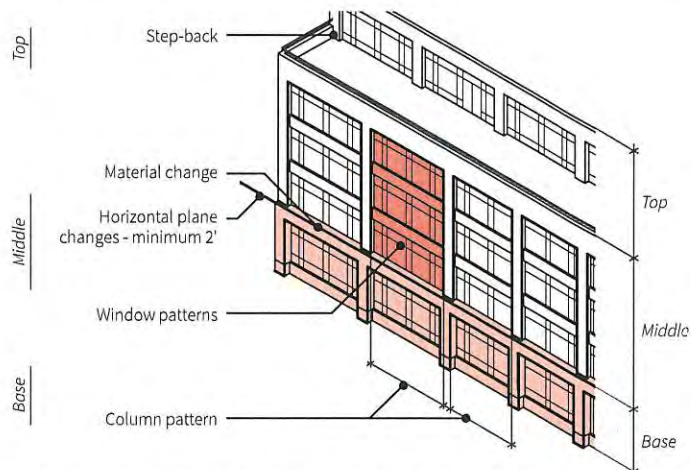 Top
Step-back
Material change
Horizontal plane
changes - minimum 2'
Middle
Window patterns
Base
Column pattern
Top
Middle
Base